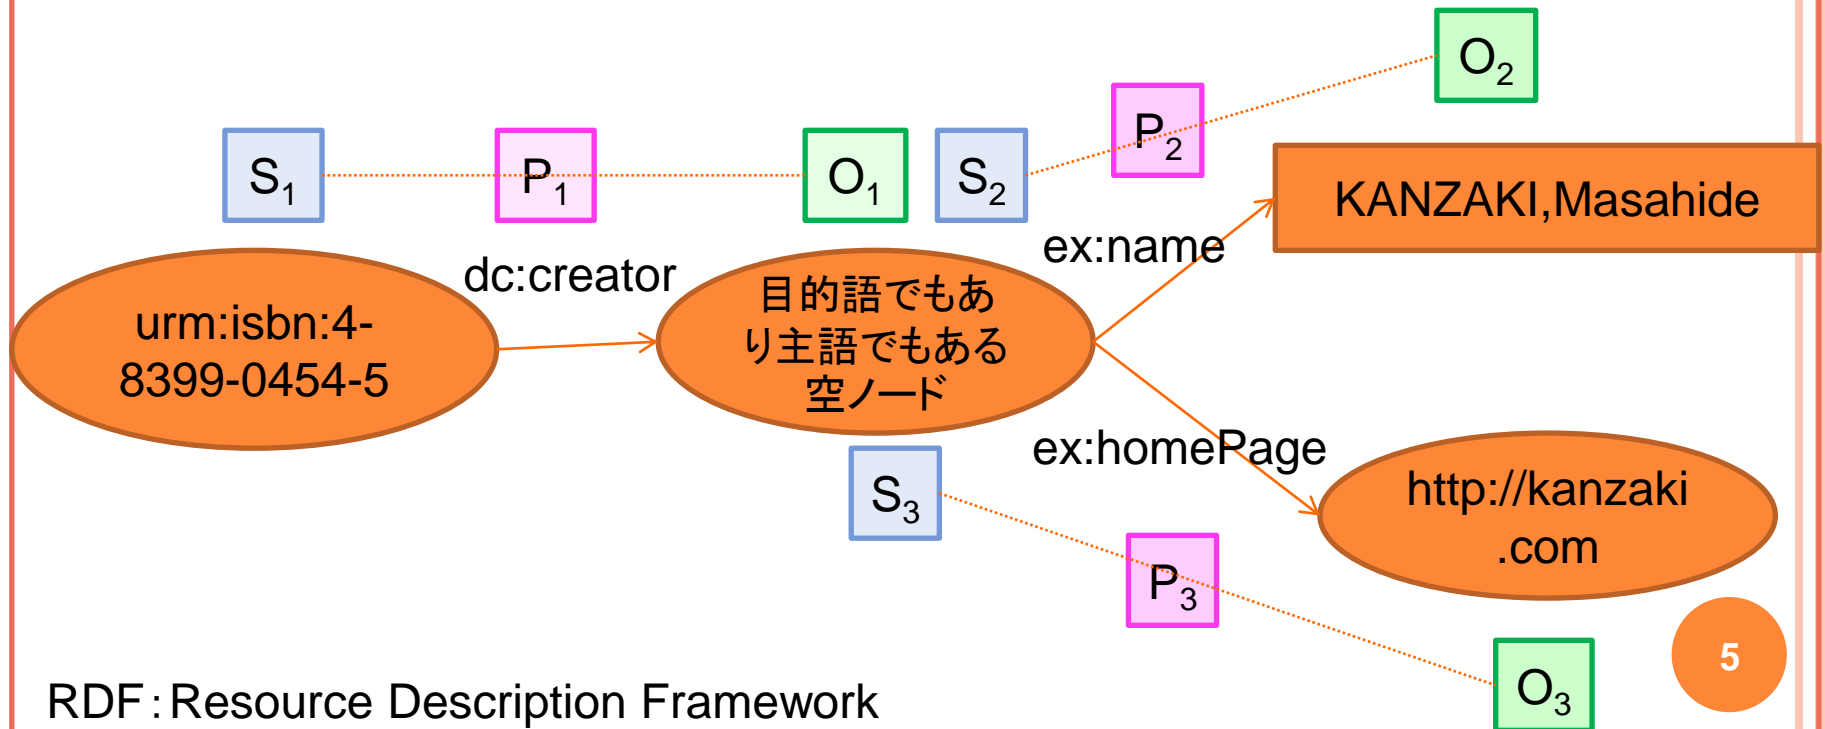 O2
P2
S1
P1
O1
S2
KANZAKI,Masahide
ex:name
dc:creator
目的語でもあ
り主語でもある
空ノード
urm:isbn:4-
8399-0454-5
ex:homePage
http://kanzaki
.com
S3
P3
5
O3
RDF：Resource Description Framework